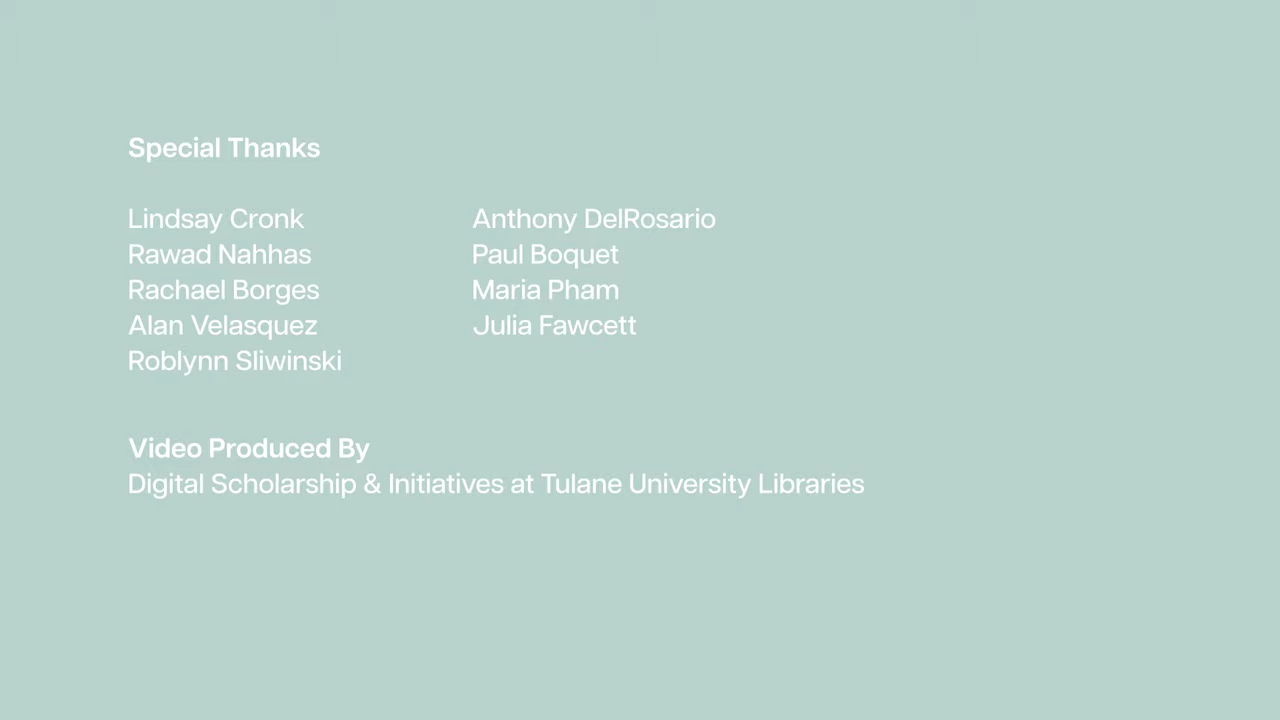 Special Thanks
Lindsay Cronk
Rawad Nahhas
Rachael Borges
Alan Velasquez
Roblynn Sliwinski
Anthony DelRosario
Paul Boquet
Maria Pham
Julia Fawcett
Video Produced By
Digital Scholarship & Initiatives at Tulane University Libraries